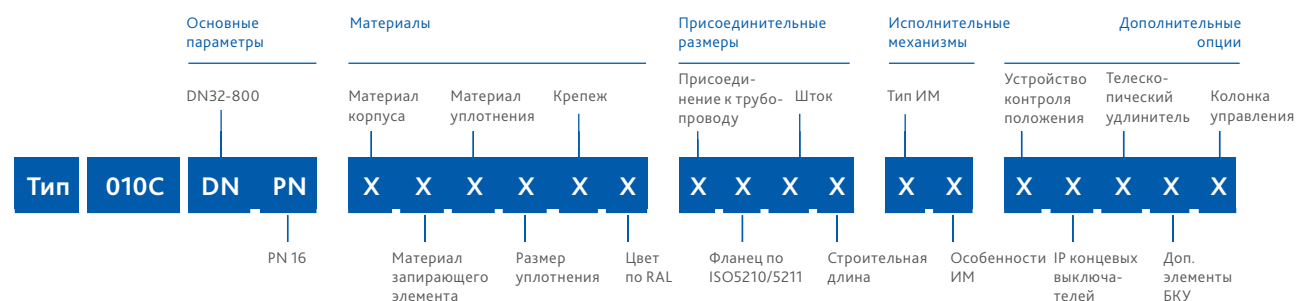 Основные
параметры
Материалы
Присоединительные
размеры
Исполнительные
механизмы
Дополнительные
опции
DN32-800
Материал
корпуса
Материал
уплотнения
Крепеж
Присоеди-
нение к трубо-
проводу
Шток
Тип ИМ
Устройство
контроля
положения
Телеско-
пический
удлинитель
Колонка
управления
Тип 010C DN PN X X X X X X X X X X X X X X X X X
PN 16
Материал
запирающего
элемента
Размер
уплотнения
Цвет
по RAL
Фланец по
ISO5210/5211
Строительная
длина
Особенности
ИМ
IP концевых
выключа-
телей
Доп.
элементы
БКУ